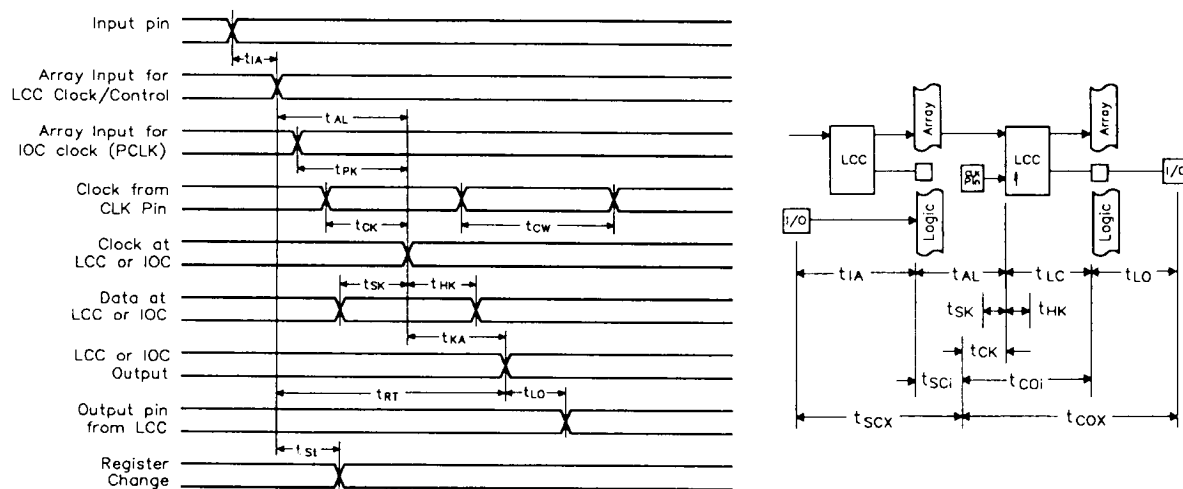 Input pin
tIA
Array Input for
LCC Clock/Control
tAL
Array Input for
IOC clock (PCLK)
tPK
Clock from
CLK Pin
tCK
tCW
Clock at
LCC or IOC
tSK
tHK
Data at
LCC or IOC
tKA
LCC or IOC
Output
tRT
tLO
Output pin
from LCC
tSt
Register
Change
Array
Array
LCC
LCC
CLK
Pin
I/O
I/O
Logic
Logic
tIA
tAL
tLC
tLO
tSK
tHK
tCK
tSCi
tCOi
tSCX
tCOX